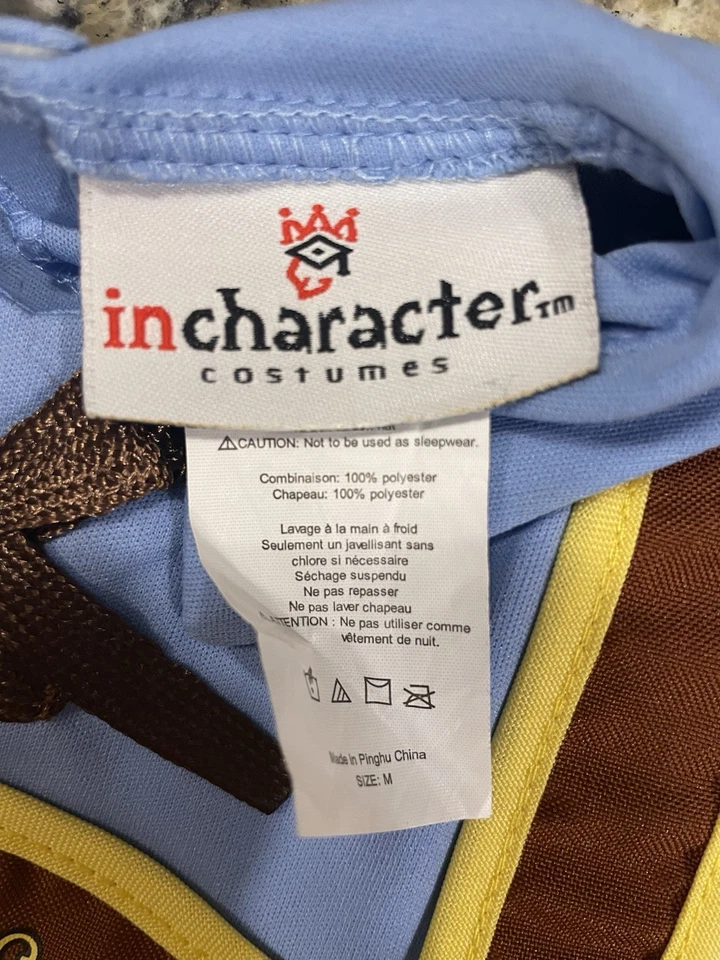 incharacter™
costumes
⚠CAUTION: Not to be used as sleepwear.
Combinaison: 100% polyester
Chapeau: 100% polyester
Lavage à la main à froid
Seulement un javellisant sans
chlore si nécessaire
Séchage suspendu
Ne pas repasser
Ne pas laver chapeau
TENTION : Ne pas utiliser comme
vêtement de nuit.
Made in Pinghu China
SIZE: M